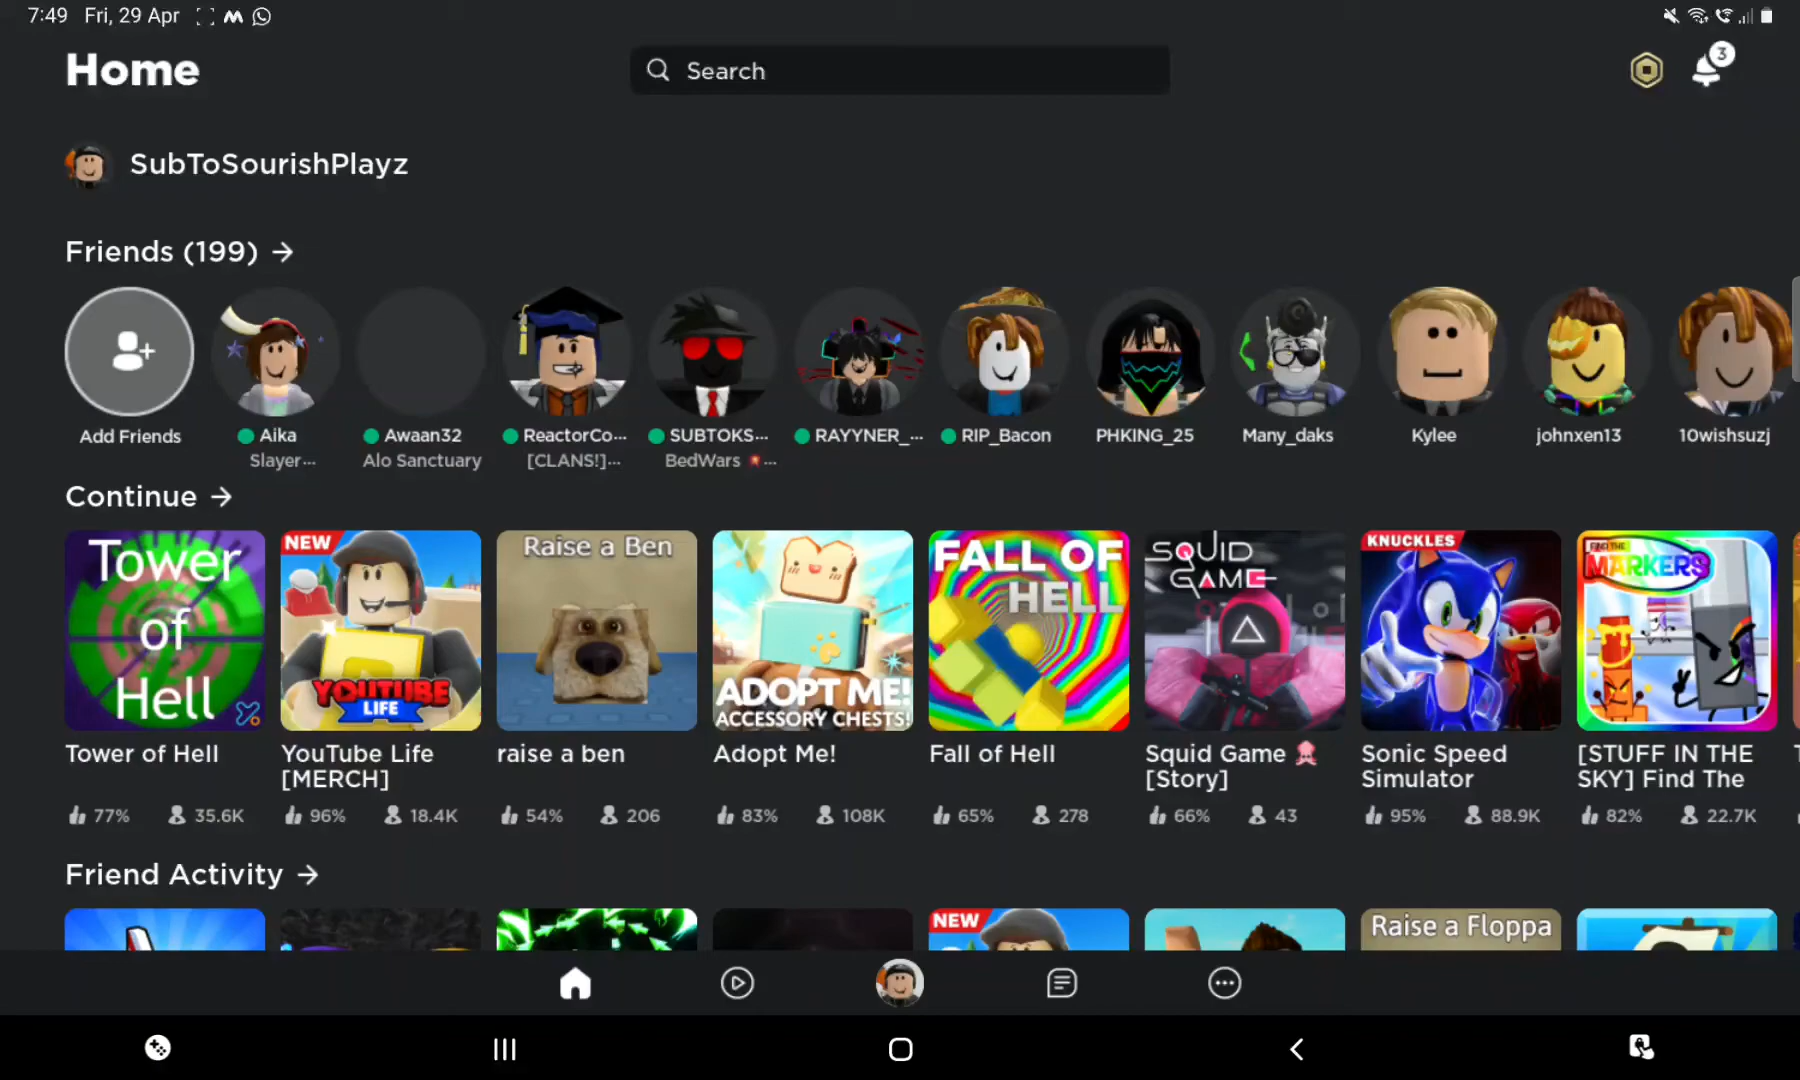 7:49 Fri, 29 Apr
Home
Search
3
SubToSourishPlayz
Friends (199) →
Add Friends
Aika
Slayer...
Awaan32
Alo Sanctuary
ReactorCo...
[CLANS!]...
SUBTOKS...
BedWars 💥...
RAYYNER_...
RIP_Bacon
PHKING_25
Many_daks
Kylee
johnxen13
10wishsuzj
Continue →
Tower
of
Hell
NEW
YOUTUBE
LIFE
Raise a Ben
ADOPT ME!
ACCESSORY CHESTS!
FALL OF
HELL
SQUID
GAME
KNUCKLES
FIND THE
MARKERS
Tower of Hell
77% 35.6K
YouTube Life
[MERCH]
96% 18.4K
raise a ben
54% 206
Adopt Me!
83% 108K
Fall of Hell
65% 278
Squid Game 🦑
[Story]
66% 43
Sonic Speed
Simulator
95% 88.9K
[STUFF IN THE
SKY] Find The
82% 22.7K
Friend Activity →
NEW
Raise a Floppa